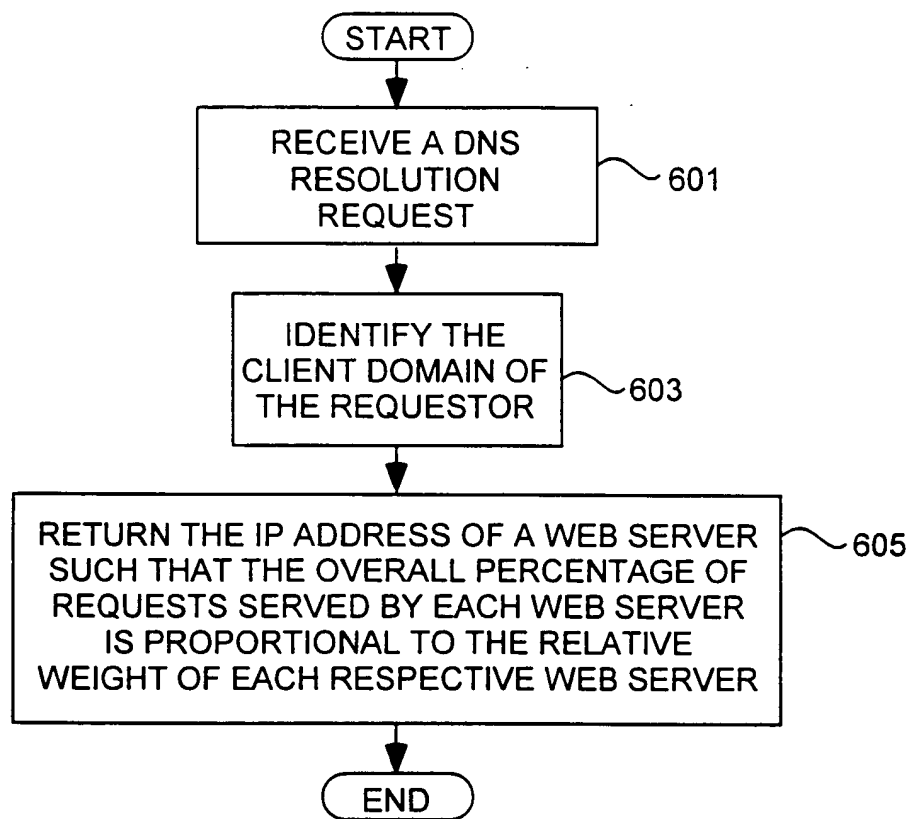 START
RECEIVE A DNS
RESOLUTION
REQUEST
601
IDENTIFY THE
CLIENT DOMAIN OF
THE REQUESTOR
603
RETURN THE IP ADDRESS OF A WEB SERVER
SUCH THAT THE OVERALL PERCENTAGE OF
REQUESTS SERVED BY EACH WEB SERVER
IS PROPORTIONAL TO THE RELATIVE
WEIGHT OF EACH RESPECTIVE WEB SERVER
605
END